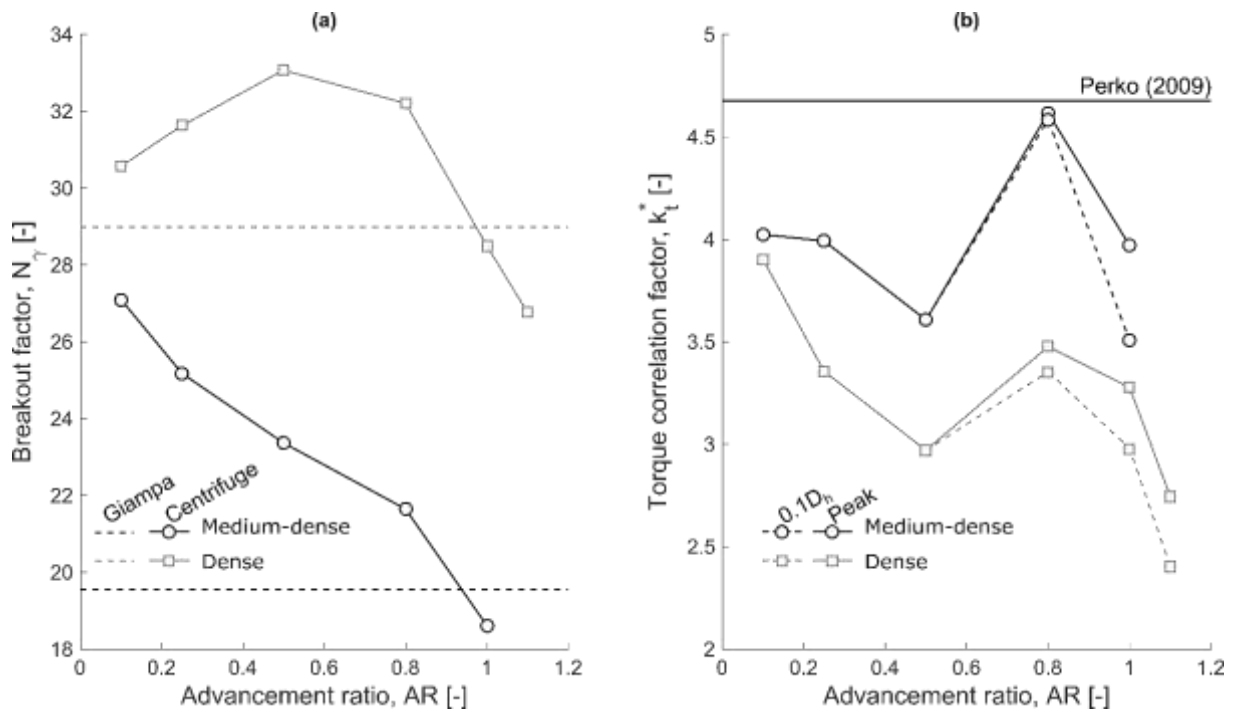 (a)
34
32
30
28
26
24
22
20
18
0
0.2
0.4
0.6
0.8
1
1.2
Breakout factor, N_γ [-]
Advancement ratio, AR [-]
Giampa
Centrifuge
Medium-dense
Dense
(b)
5
4.5
4
3.5
3
2.5
2
0
0.2
0.4
0.6
0.8
1
1.2
Torque correlation factor, k_t^* [-]
Advancement ratio, AR [-]
Perko (2009)
0.1D_h
Peak
Medium-dense
Dense